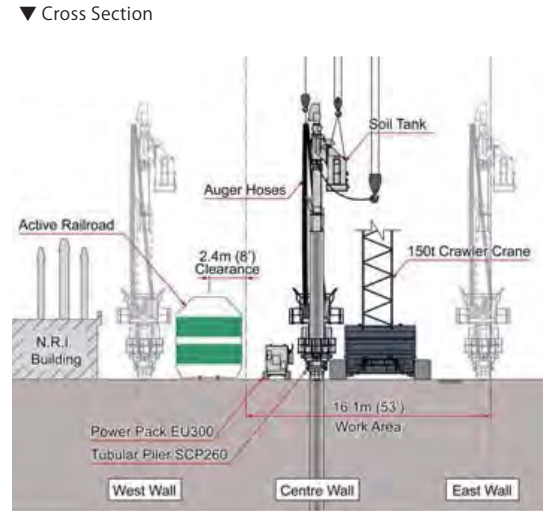 ▼ Cross Section
Soil Tank
Auger Hoses
Active Railroad
2.4m (8')
Clearance
150t Crawler Crane
N.R.I.
Building
16.1m (53')
Work Area
Power Pack EU300
Tubular Piler SCP260
West Wall
Centre Wall
East Wall